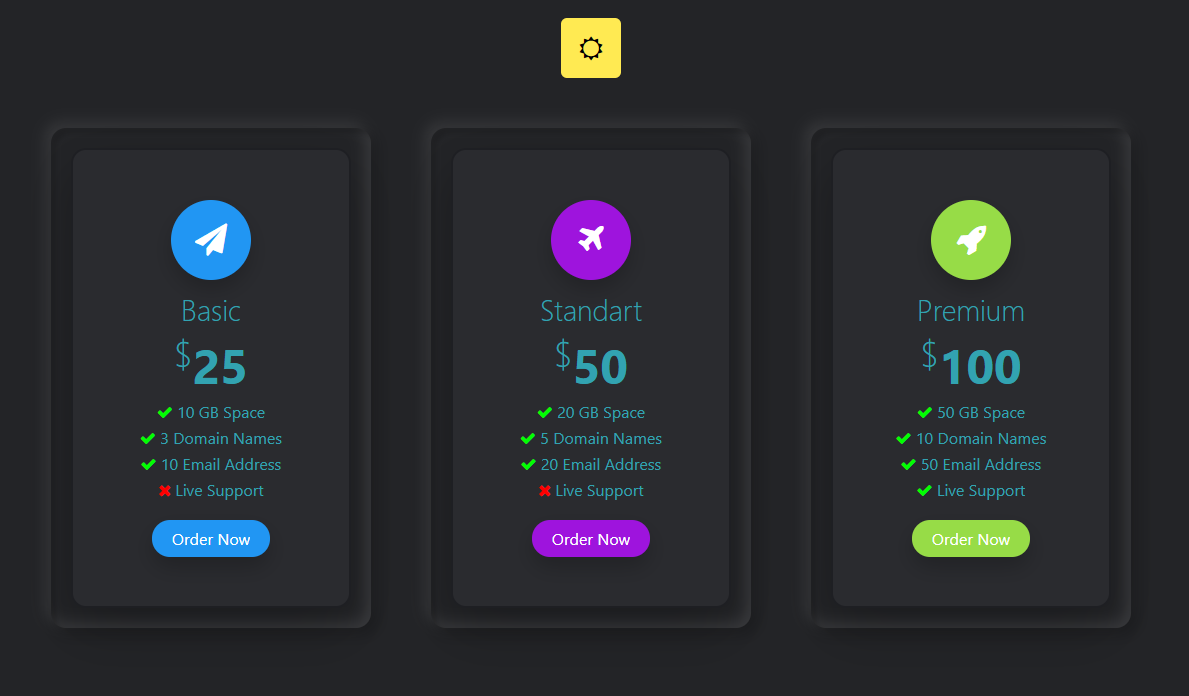 Basic
$25
10 GB Space
3 Domain Names
10 Email Address
Live Support
Order Now
Standart
$50
20 GB Space
5 Domain Names
20 Email Address
Live Support
Order Now
Premium
$100
50 GB Space
10 Domain Names
50 Email Address
Live Support
Order Now